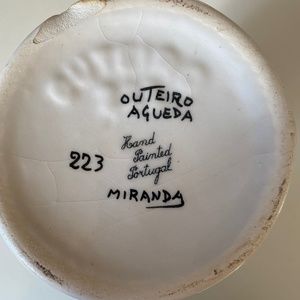 OUTEIRO
AGUEDA
Hand
Painted
Portugal
223
MIRANDA